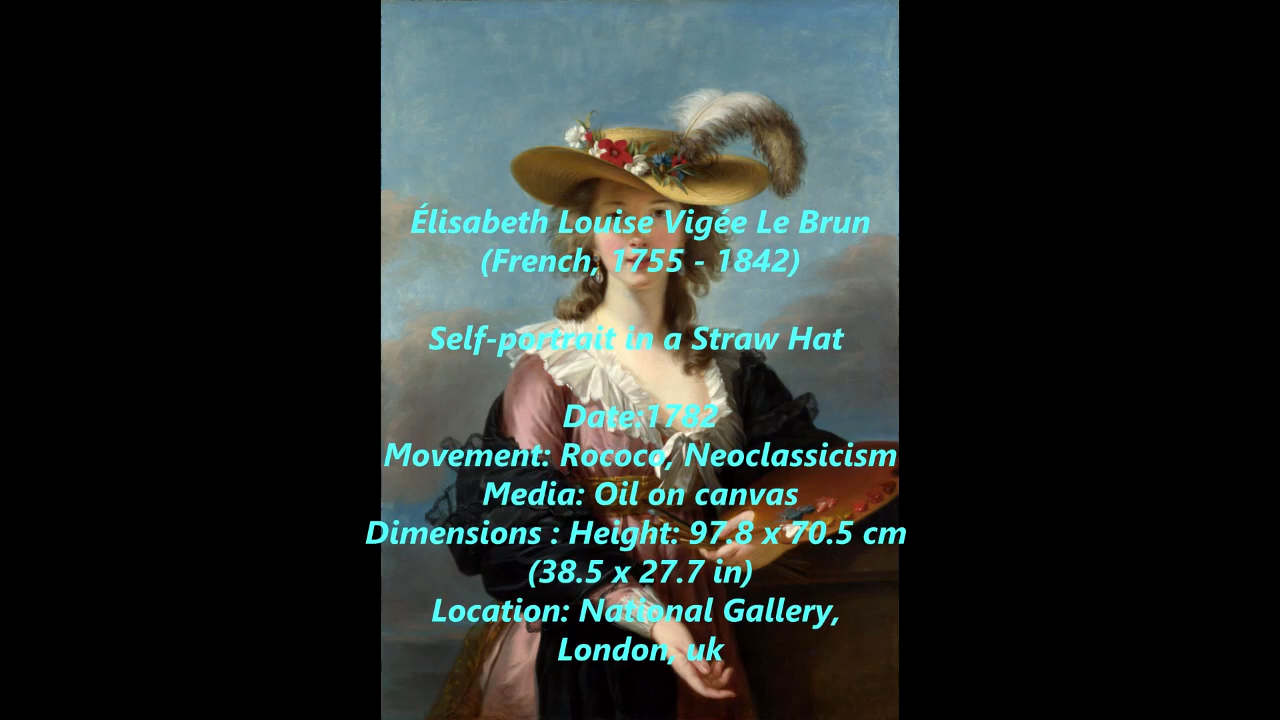 Élisabeth Louise Vigée Le Brun
(French, 1755 - 1842)
Self-portrait in a Straw Hat
Date:1782
Movement: Rococo, Neoclassicism
Media: Oil on canvas
Dimensions : Height: 97.8 x 70.5 cm
(38.5 x 27.7 in)
Location: National Gallery,
London, uk